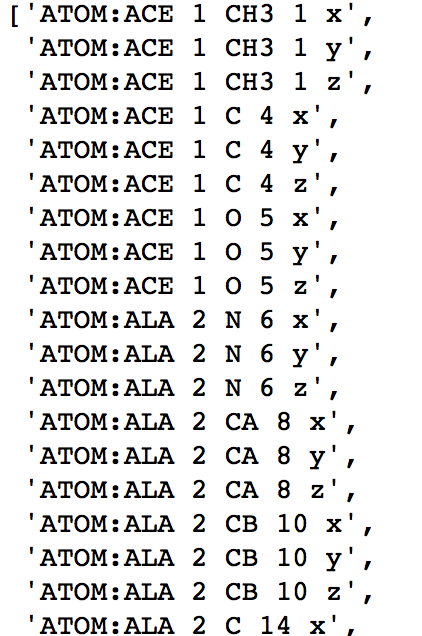 ['ATOM:ACE 1 CH3 1 x',
'ATOM:ACE 1 CH3 1 y',
'ATOM:ACE 1 CH3 1 z',
'ATOM:ACE 1 C 4 x',
'ATOM:ACE 1 C 4 y',
'ATOM:ACE 1 C 4 z',
'ATOM:ACE 1 O 5 x',
'ATOM:ACE 1 O 5 y',
'ATOM:ACE 1 O 5 z',
'ATOM:ALA 2 N 6 x',
'ATOM:ALA 2 N 6 y',
'ATOM:ALA 2 N 6 z',
'ATOM:ALA 2 CA 8 x',
'ATOM:ALA 2 CA 8 y',
'ATOM:ALA 2 CA 8 z',
'ATOM:ALA 2 CB 10 x',
'ATOM:ALA 2 CB 10 y',
'ATOM:ALA 2 CB 10 z',
'ATOM:ALA 2 C 14 x',